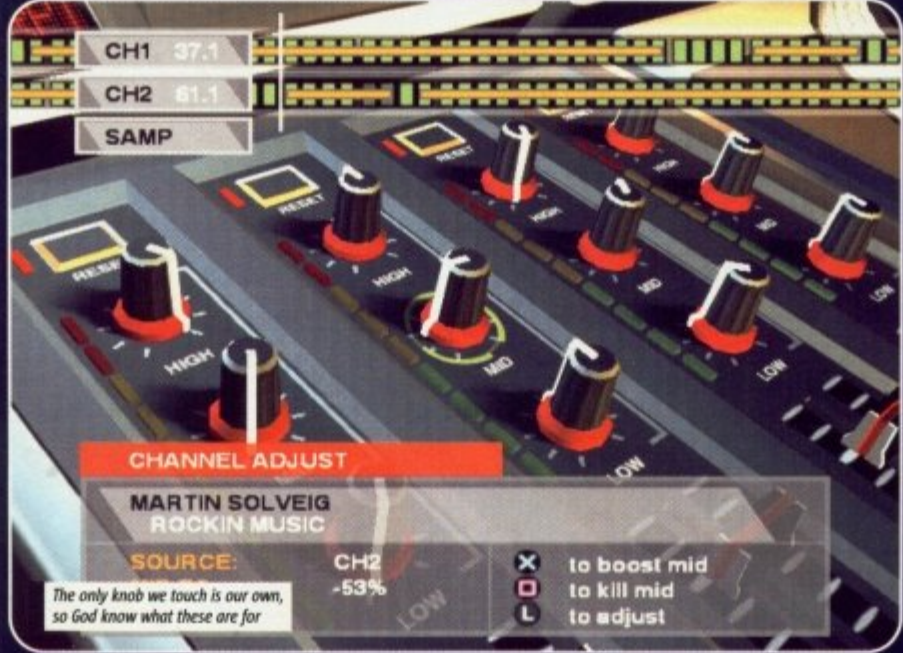 CH1 37.1
CH2 61.1
SAMP
RESET
RESET
RESET
HIGH
HIGH
HIGH
HIGH
MID
MID
MID
LOW
LOW
LOW
LOW
CHANNEL ADJUST
MARTIN SOLVEIG
ROCKIN MUSIC
SOURCE: CH2
-53%
X to boost mid
to kill mid
L to adjust
The only knob we touch is our own,
so God know what these are for